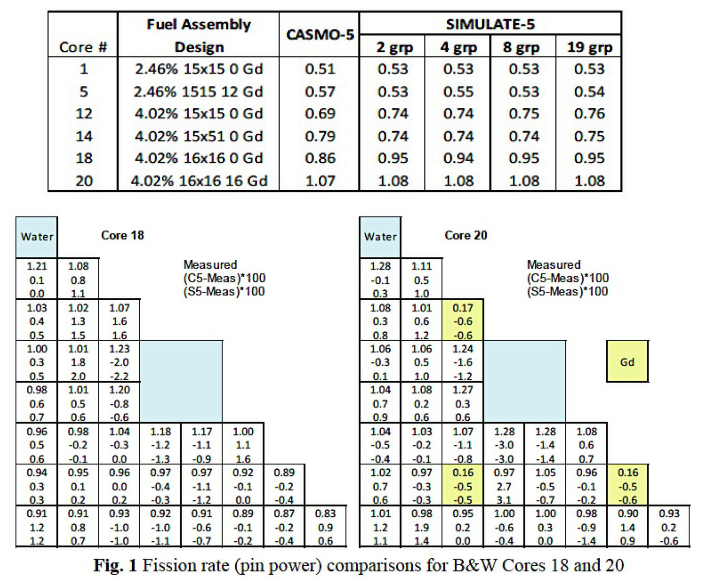 Core # Fuel Assembly Design CASMO-5 SIMULATE-5
2 grp 4 grp 8 grp 19 grp
1 2.46% 15x15 0 Gd 0.51 0.53 0.53 0.53 0.53
5 2.46% 1515 12 Gd 0.57 0.53 0.55 0.53 0.54
12 4.02% 15x15 0 Gd 0.69 0.74 0.74 0.75 0.76
14 4.02% 15x51 0 Gd 0.79 0.74 0.74 0.74 0.75
18 4.02% 16x16 0 Gd 0.86 0.95 0.94 0.95 0.95
20 4.02% 16x16 16 Gd 1.07 1.08 1.08 1.08 1.08
Water Core 18
1.21 1.08 Measured
0.1 0.8 (C5-Meas)*100
0.0 1.1 (S5-Meas)*100
1.03 1.02 1.07
0.4 1.3 1.6
0.5 1.5 1.6
1.00 1.01 1.23
0.3 1.8 -2.0
0.5 2.0 -2.2
0.98 1.01 1.20
0.6 0.5 -0.8
0.7 0.6 -0.6
0.96 0.98 1.04 1.18 1.17 1.00
0.5 -0.2 -0.3 -1.2 -1.1 1.1
0.6 -0.1 0.0 -1.3 -0.9 1.6
0.94 0.95 0.96 0.97 0.97 0.92 0.89
0.3 0.1 0.0 -0.4 -1.1 -0.1 -0.2
0.3 0.2 0.2 -0.3 -1.2 0.0 -0.4
0.91 0.91 0.93 0.92 0.91 0.89 0.87 0.83
1.2 0.8 -1.0 -1.0 -0.6 -0.1 -0.2 0.9
1.2 0.7 -1.0 -1.1 -0.7 -0.2 -0.4 0.6
Water Core 20
1.28 1.11 Measured
-0.1 0.5 (C5-Meas)*100
0.3 1.0 (S5-Meas)*100
1.08 1.01 0.17
0.3 0.6 -0.6
0.8 1.2 -0.6
1.06 1.06 1.24
-0.3 0.5 -1.6 Gd
0.1 1.0 -1.2
1.04 1.08 1.27
0.7 0.2 0.3
0.9 0.6 0.6
1.04 1.03 1.07 1.28 1.28 1.08
-0.5 -0.2 -1.1 -3.0 -1.4 0.6
-0.4 -0.1 -0.8 -3.0 -1.4 0.7
1.02 0.97 0.16 0.97 1.05 0.96 0.16
0.7 -0.3 -0.5 2.7 -0.5 -0.1 -0.5
0.6 -0.3 -0.5 3.1 -0.7 -0.2 -0.6
1.01 0.98 0.95 1.00 1.00 0.98 0.90 0.93
1.2 1.9 0.2 -0.6 0.3 -0.9 1.4 0.2
1.1 1.4 0.0 -0.4 0.0 -1.4 0.9 -0.6
Fig. 1 Fission rate (pin power) comparisons for B&W Cores 18 and 20